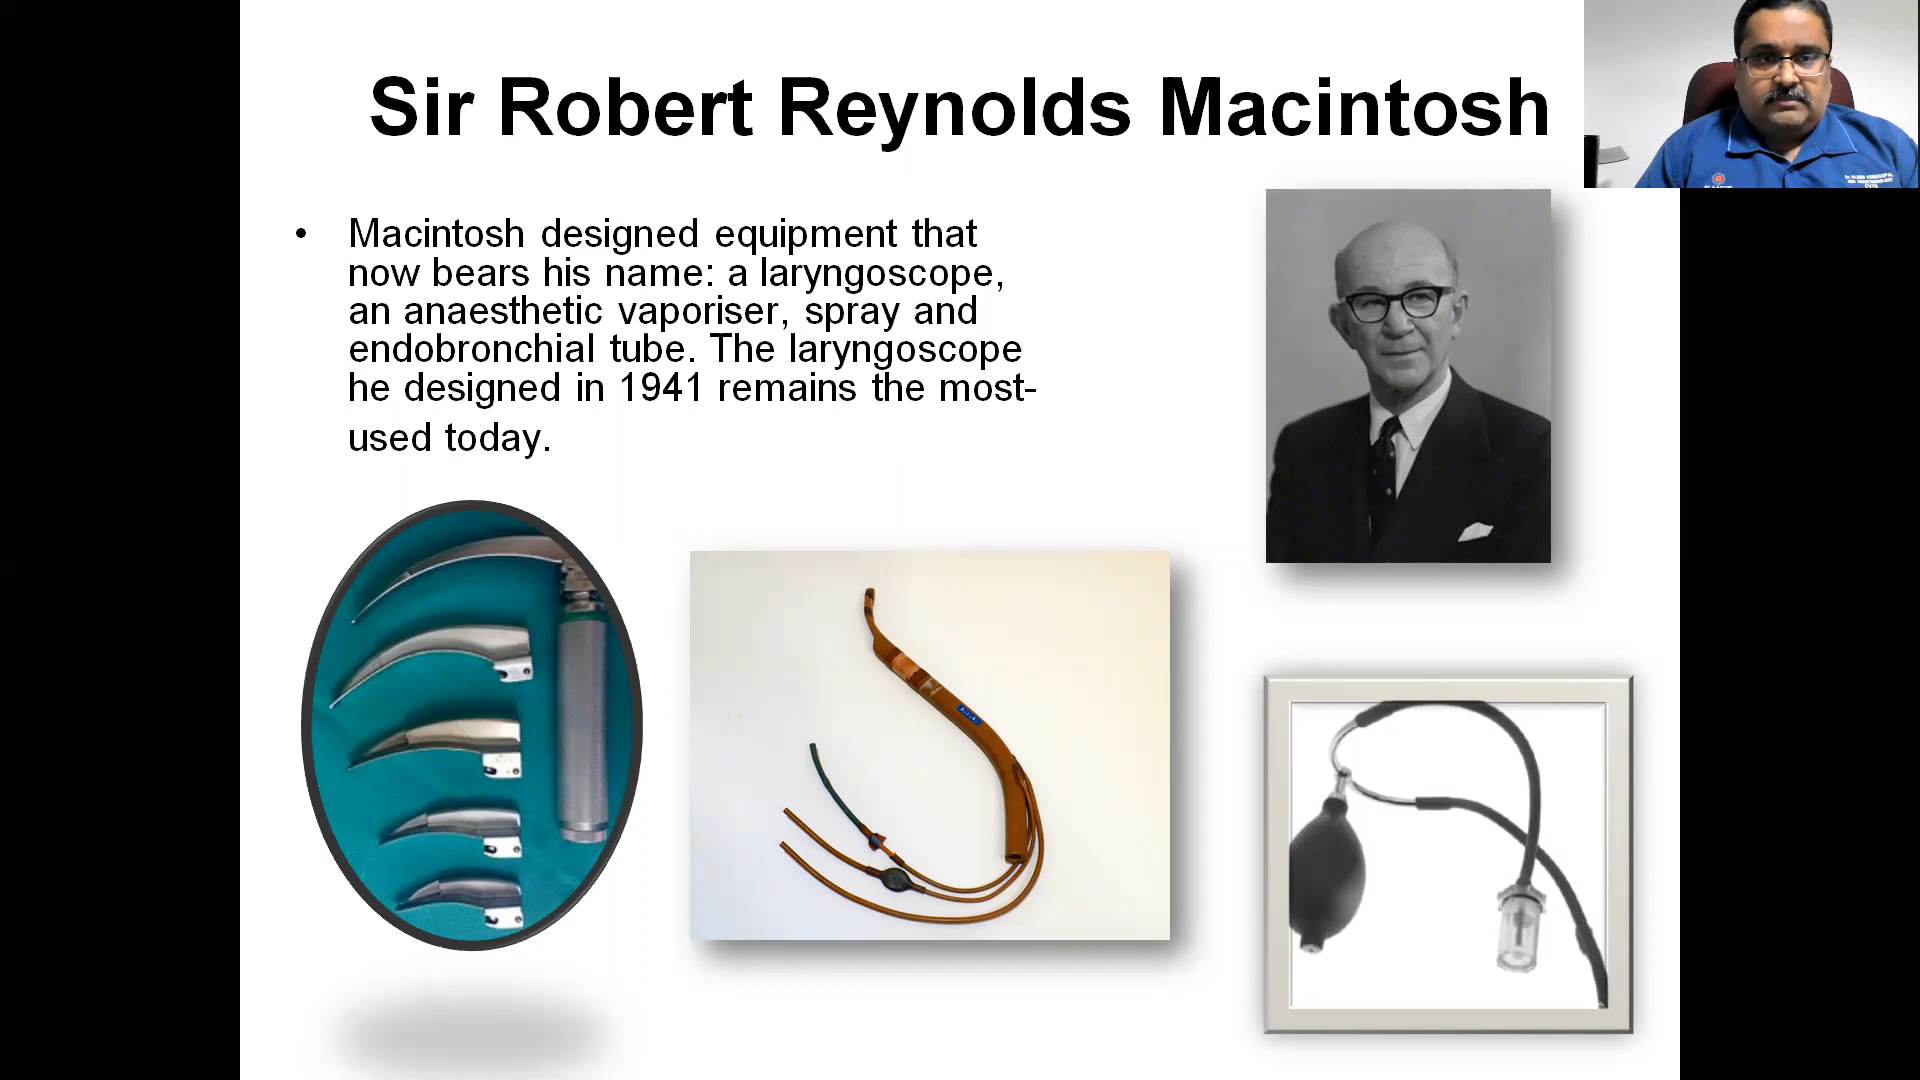 Sir Robert Reynolds Macintosh
• Macintosh designed equipment that
now bears his name: a laryngoscope,
an anaesthetic vaporiser, spray and
endobronchial tube. The laryngoscope
he designed in 1941 remains the most-
used today.